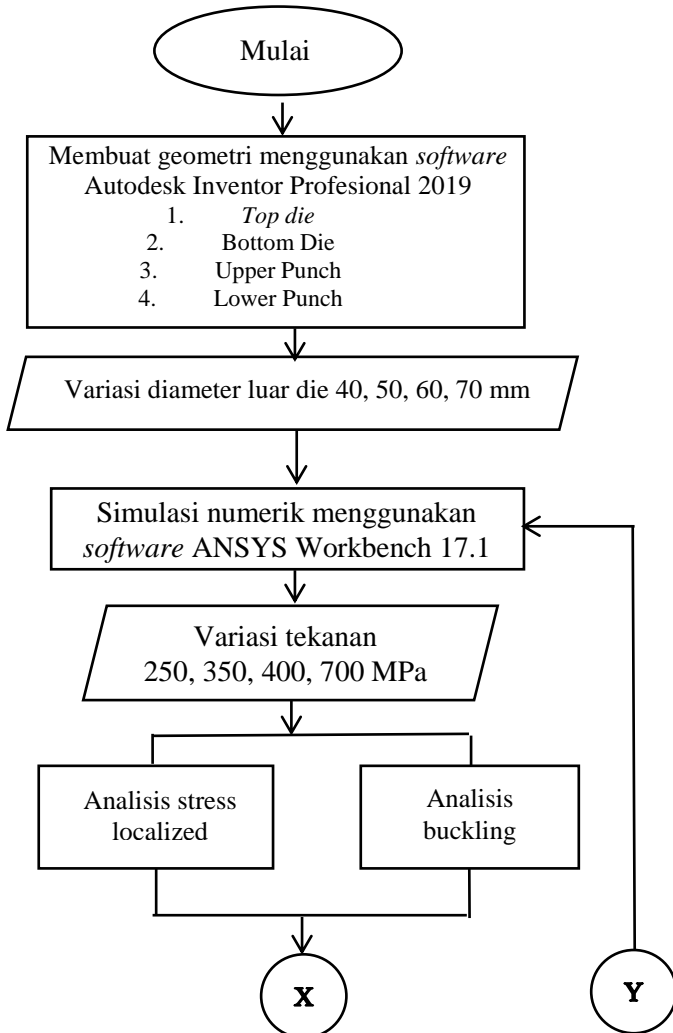 Mulai
Membuat geometri menggunakan software
Autodesk Inventor Profesional 2019
1. Top die
2. Bottom Die
3. Upper Punch
4. Lower Punch
Variasi diameter luar die 40, 50, 60, 70 mm
Simulasi numerik menggunakan
software ANSYS Workbench 17.1
Variasi tekanan
250, 350, 400, 700 MPa
Analisis stress
localized
Analisis
buckling
X
Y